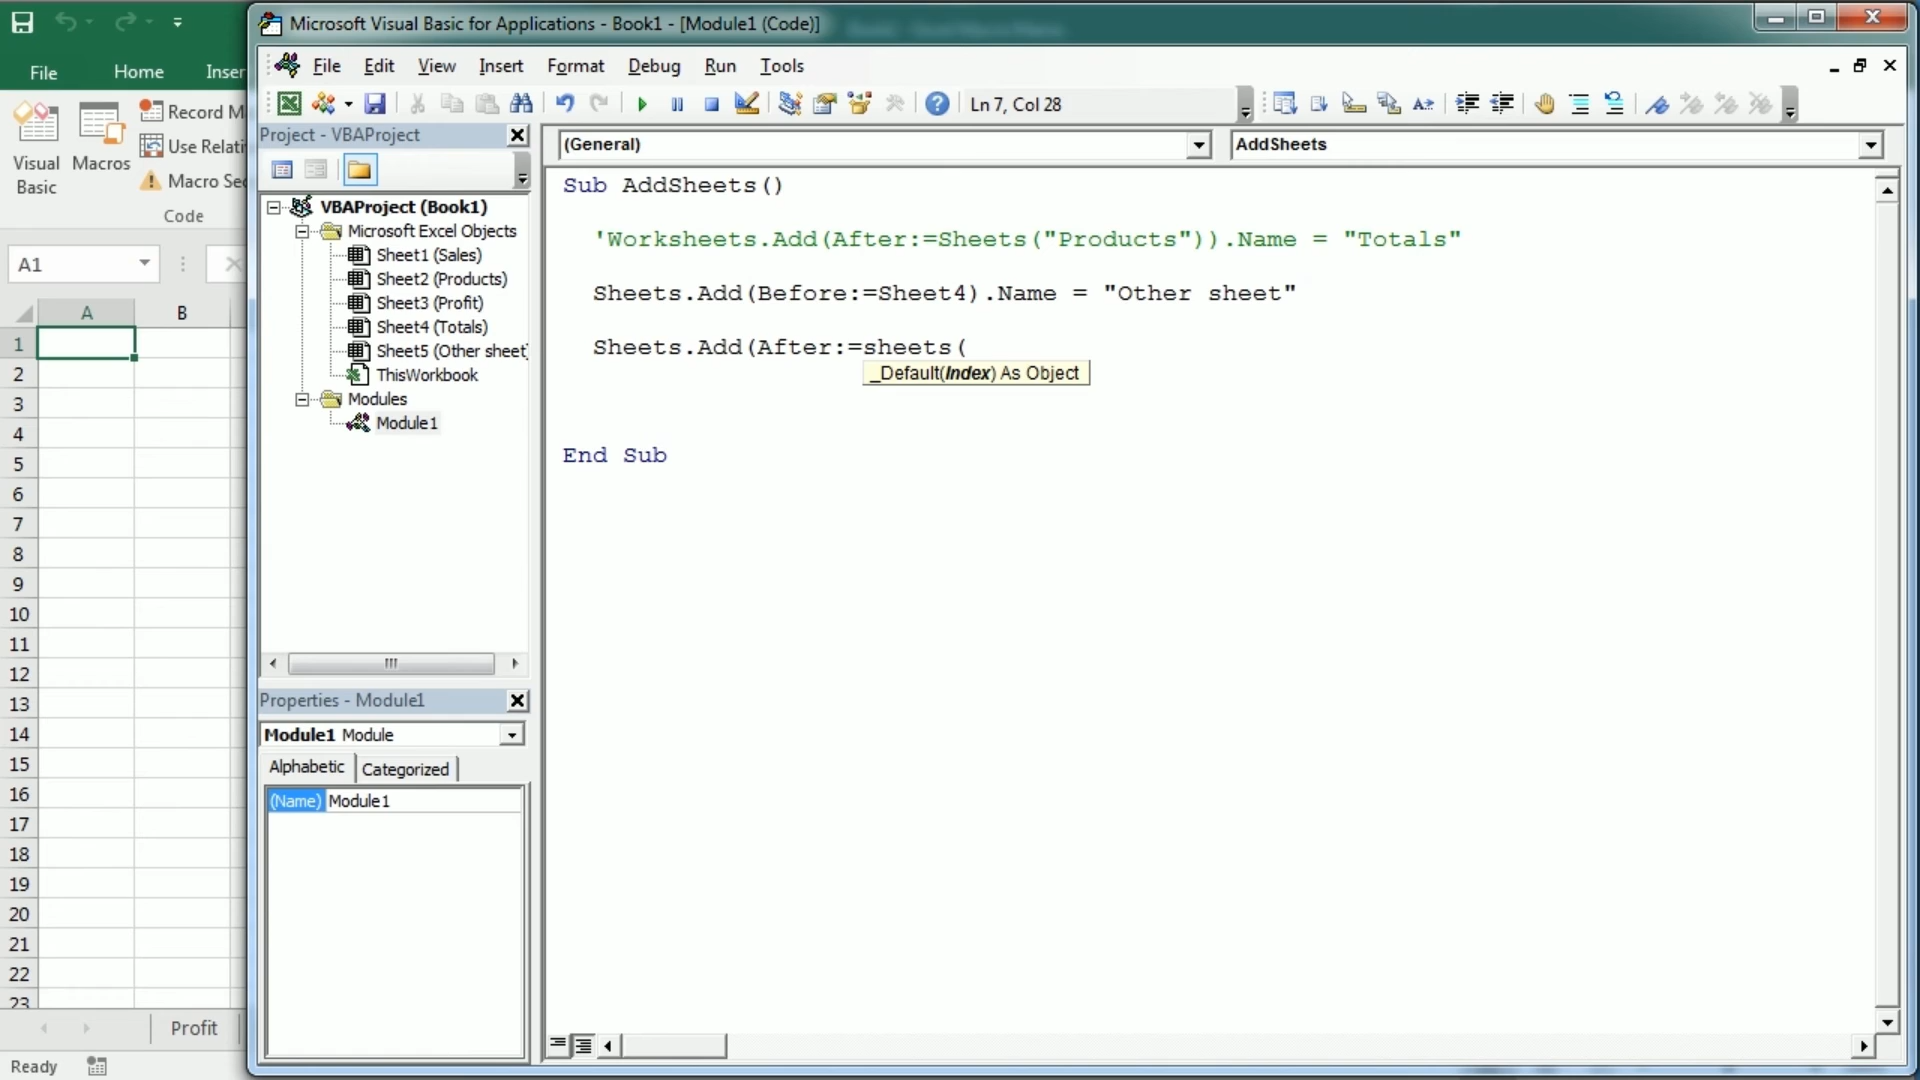 Microsoft Visual Basic for Applications - Book1 - [Module1 (Code)]
File Home Inser
File Edit View Insert Format Debug Run Tools
Visual Basic
Macros
Record M
Use Relati
Macro Sec
Code
Ln 7, Col 28
Project - VBAProject
(General)
AddSheets
VBAProject (Book1)
Microsoft Excel Objects
Sheet1 (Sales)
Sheet2 (Products)
Sheet3 (Profit)
Sheet4 (Totals)
Sheet5 (Other sheet
ThisWorkbook
Modules
Module1
Sub AddSheets()
'Worksheets.Add(After:=Sheets("Products")).Name = "Totals"
Sheets.Add(Before:=Sheet4).Name = "Other sheet"
Sheets.Add(After:=sheets(
_Default(Index) As Object
End Sub
A1
A B
1
2
3
4
5
6
7
8
9
10
11
12
13
14
15
16
17
18
19
20
21
22
23
Properties - Module1
Module1 Module
Alphabetic Categorized
(Name) Module1
Profit
Ready